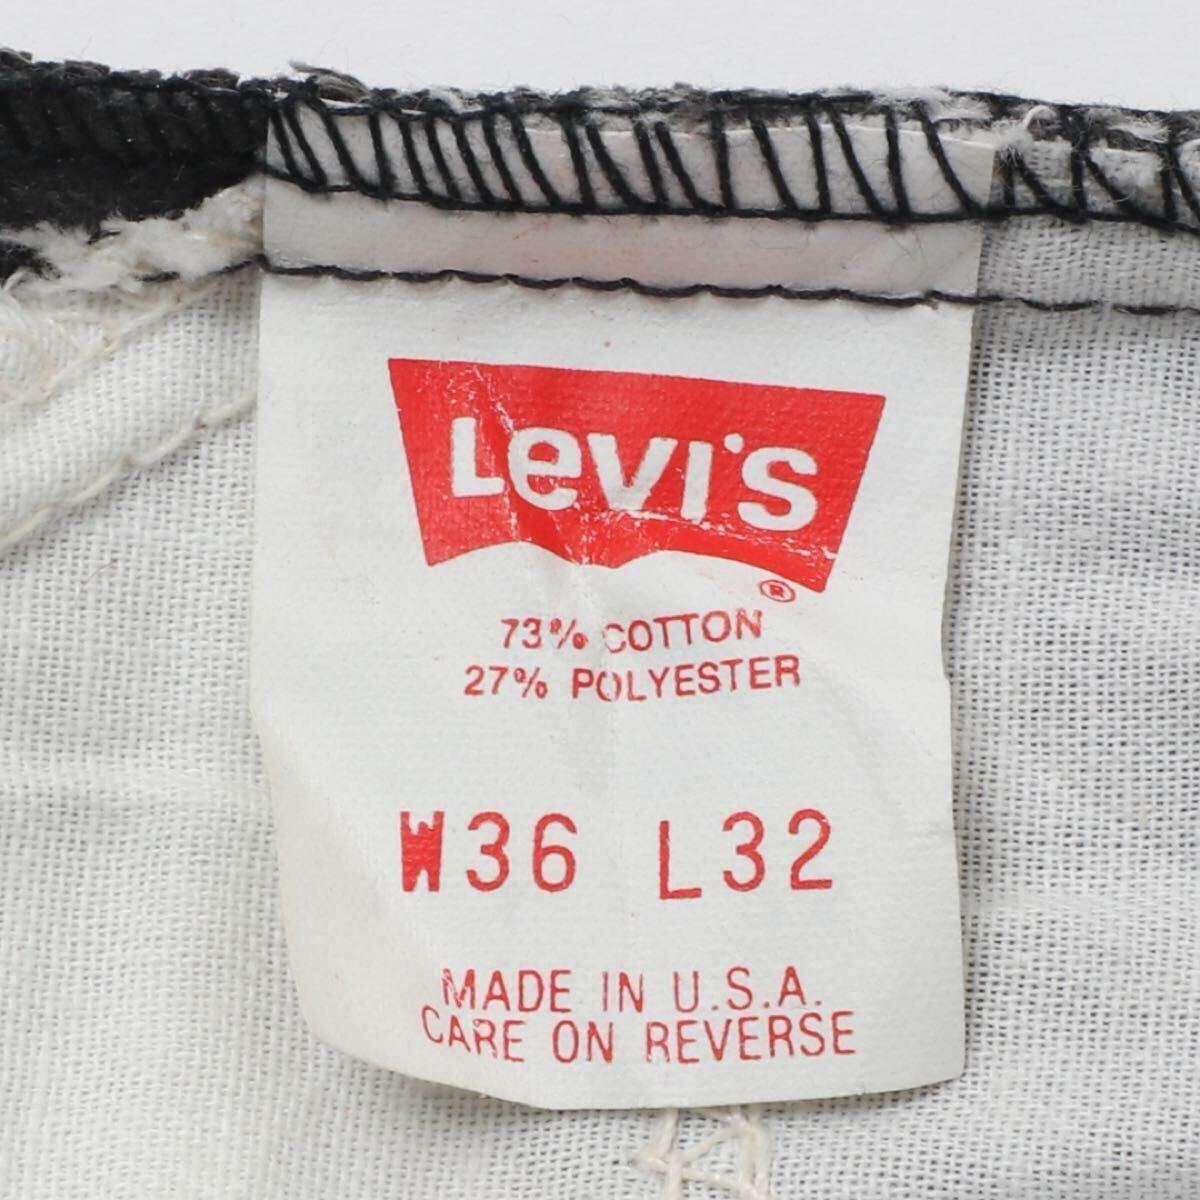 Levi's
®
73% COTTON
27% POLYESTER
W36 L32
MADE IN U.S.A.
CARE ON REVERSE